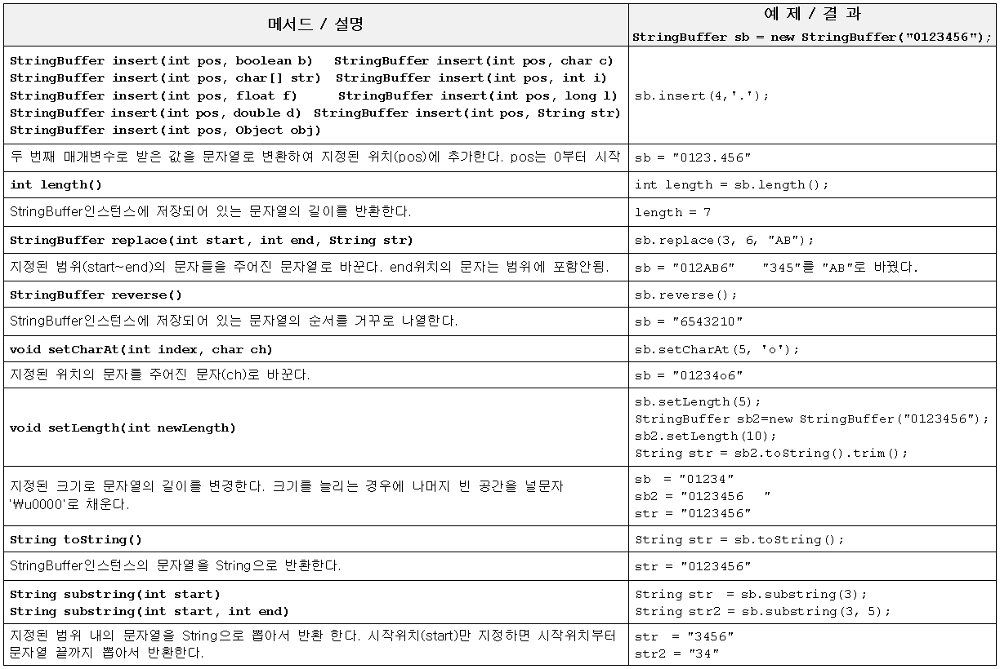 메서드 / 설명
예 제 / 결 과
StringBuffer sb = new StringBuffer("0123456");
StringBuffer insert(int pos, boolean b) StringBuffer insert(int pos, char c)
StringBuffer insert(int pos, char[] str) StringBuffer insert(int pos, int i)
StringBuffer insert(int pos, float f) StringBuffer insert(int pos, long l)
StringBuffer insert(int pos, double d) StringBuffer insert(int pos, String str)
StringBuffer insert(int pos, Object obj)
sb.insert(4,'.');
두 번째 매개변수로 받은 값을 문자열로 변환하여 지정된 위치(pos)에 추가한다. pos는 0부터 시작
sb = "0123.456"
int length()
int length = sb.length();
StringBuffer인스턴스에 저장되어 있는 문자열의 길이를 반환한다.
length = 7
StringBuffer replace(int start, int end, String str)
sb.replace(3, 6, "AB");
지정된 범위(start~end)의 문자들을 주어진 문자열로 바꾼다. end위치의 문자는 범위에 포함안됨.
sb = "012AB6" "345"를 "AB"로 바꿨다.
StringBuffer reverse()
sb.reverse();
StringBuffer인스턴스에 저장되어 있는 문자열의 순서를 거꾸로 나열한다.
sb = "6543210"
void setCharAt(int index, char ch)
sb.setCharAt(5, 'o');
지정된 위치의 문자를 주어진 문자(ch)로 바꾼다.
sb = "01234o6"
void setLength(int newLength)
sb.setLength(5);
StringBuffer sb2=new StringBuffer("0123456");
sb2.setLength(10);
String str = sb2.toString().trim();
지정된 크기로 문자열의 길이를 변경한다. 크기를 늘리는 경우에 나머지 빈 공간을 널문자
'₩u0000'로 채운다.
sb = "01234"
sb2 = "0123456   "
str = "0123456"
String toString()
String str = sb.toString();
StringBuffer인스턴스의 문자열을 String으로 반환한다.
str = "0123456"
String substring(int start)
String substring(int start, int end)
String str = sb.substring(3);
String str2 = sb.substring(3, 5);
지정된 범위 내의 문자열을 String으로 뽑아서 반환 한다. 시작위치(start)만 지정하면 시작위치부터
문자열 끝까지 뽑아서 반환한다.
str = "3456"
str2 = "34"